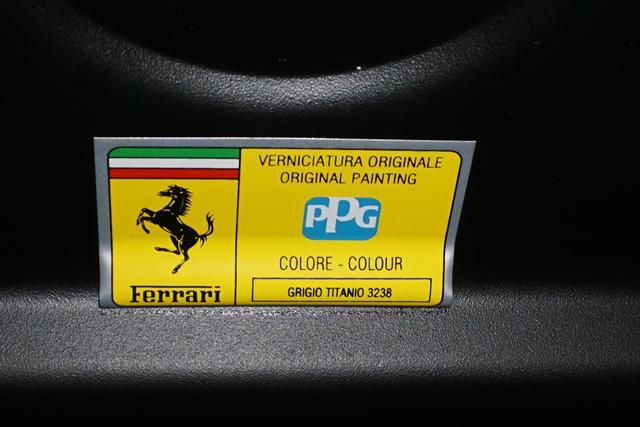 VERNICIATURA ORIGINALE
ORIGINAL PAINTING
PPG
COLORE - COLOUR
GRIGIO TITANIO 3238
Ferrari